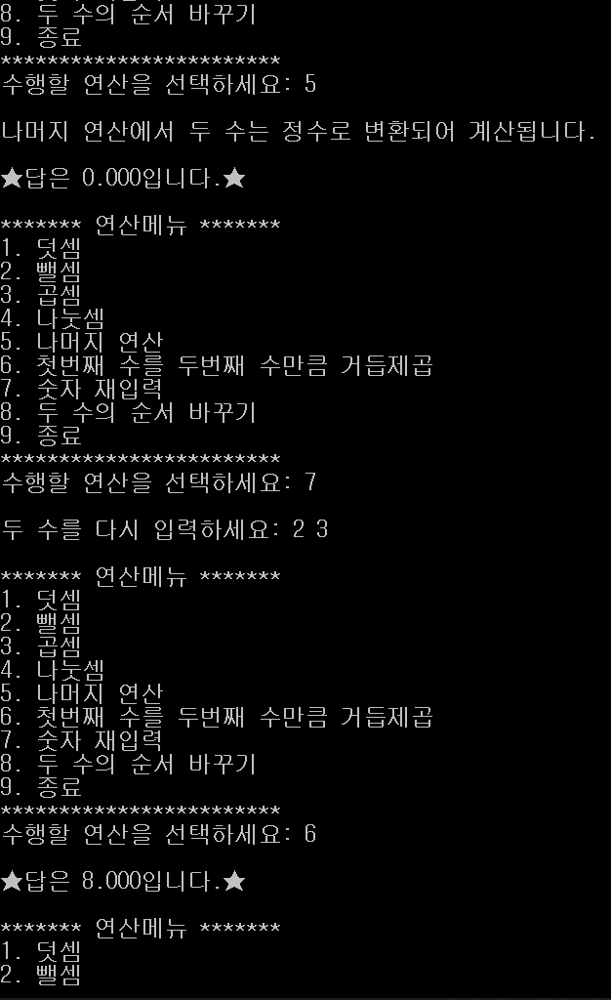 8. 두 수의 순서 바꾸기
9. 종료
************************
수행할 연산을 선택하세요: 5
나머지 연산에서 두 수는 정수로 변환되어 계산됩니다.
★답은 0.000입니다.★
******* 연산메뉴 *******
1. 덧셈
2. 뺄셈
3. 곱셈
4. 나눗셈
5. 나머지 연산
6. 첫번째 수를 두번째 수만큼 거듭제곱
7. 숫자 재입력
8. 두 수의 순서 바꾸기
9. 종료
************************
수행할 연산을 선택하세요: 7
두 수를 다시 입력하세요: 2 3
******* 연산메뉴 *******
1. 덧셈
2. 뺄셈
3. 곱셈
4. 나눗셈
5. 나머지 연산
6. 첫번째 수를 두번째 수만큼 거듭제곱
7. 숫자 재입력
8. 두 수의 순서 바꾸기
9. 종료
************************
수행할 연산을 선택하세요: 6
★답은 8.000입니다.★
******* 연산메뉴 *******
1. 덧셈
2. 뺄셈